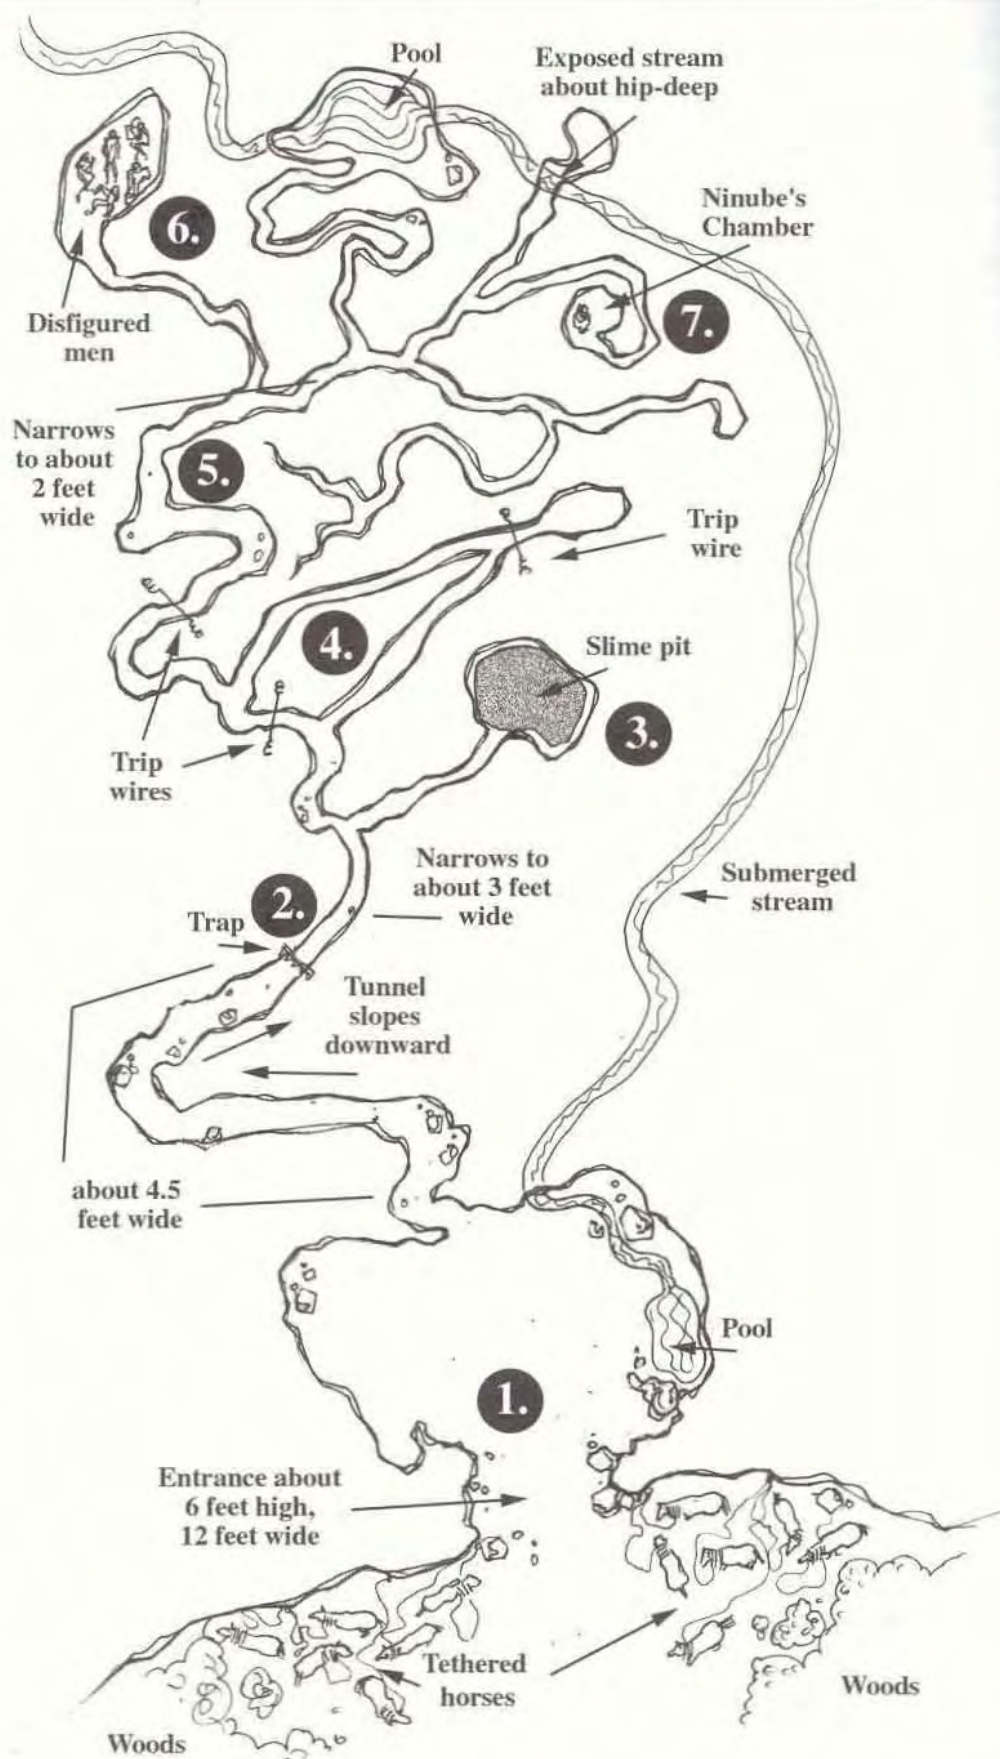 Pool
Exposed stream
about hip-deep
Ninube's
Chamber
6.
7.
Disfigured
men
Narrows
to about
2 feet
wide
5.
Trip
wire
4.
Slime pit
3.
Trip
wires
Narrows to
about 3 feet
wide
Submerged
stream
2.
Trap
Tunnel
slopes
downward
about 4.5
feet wide
Pool
1.
Entrance about
6 feet high,
12 feet wide
Tethered
horses
Woods
Woods